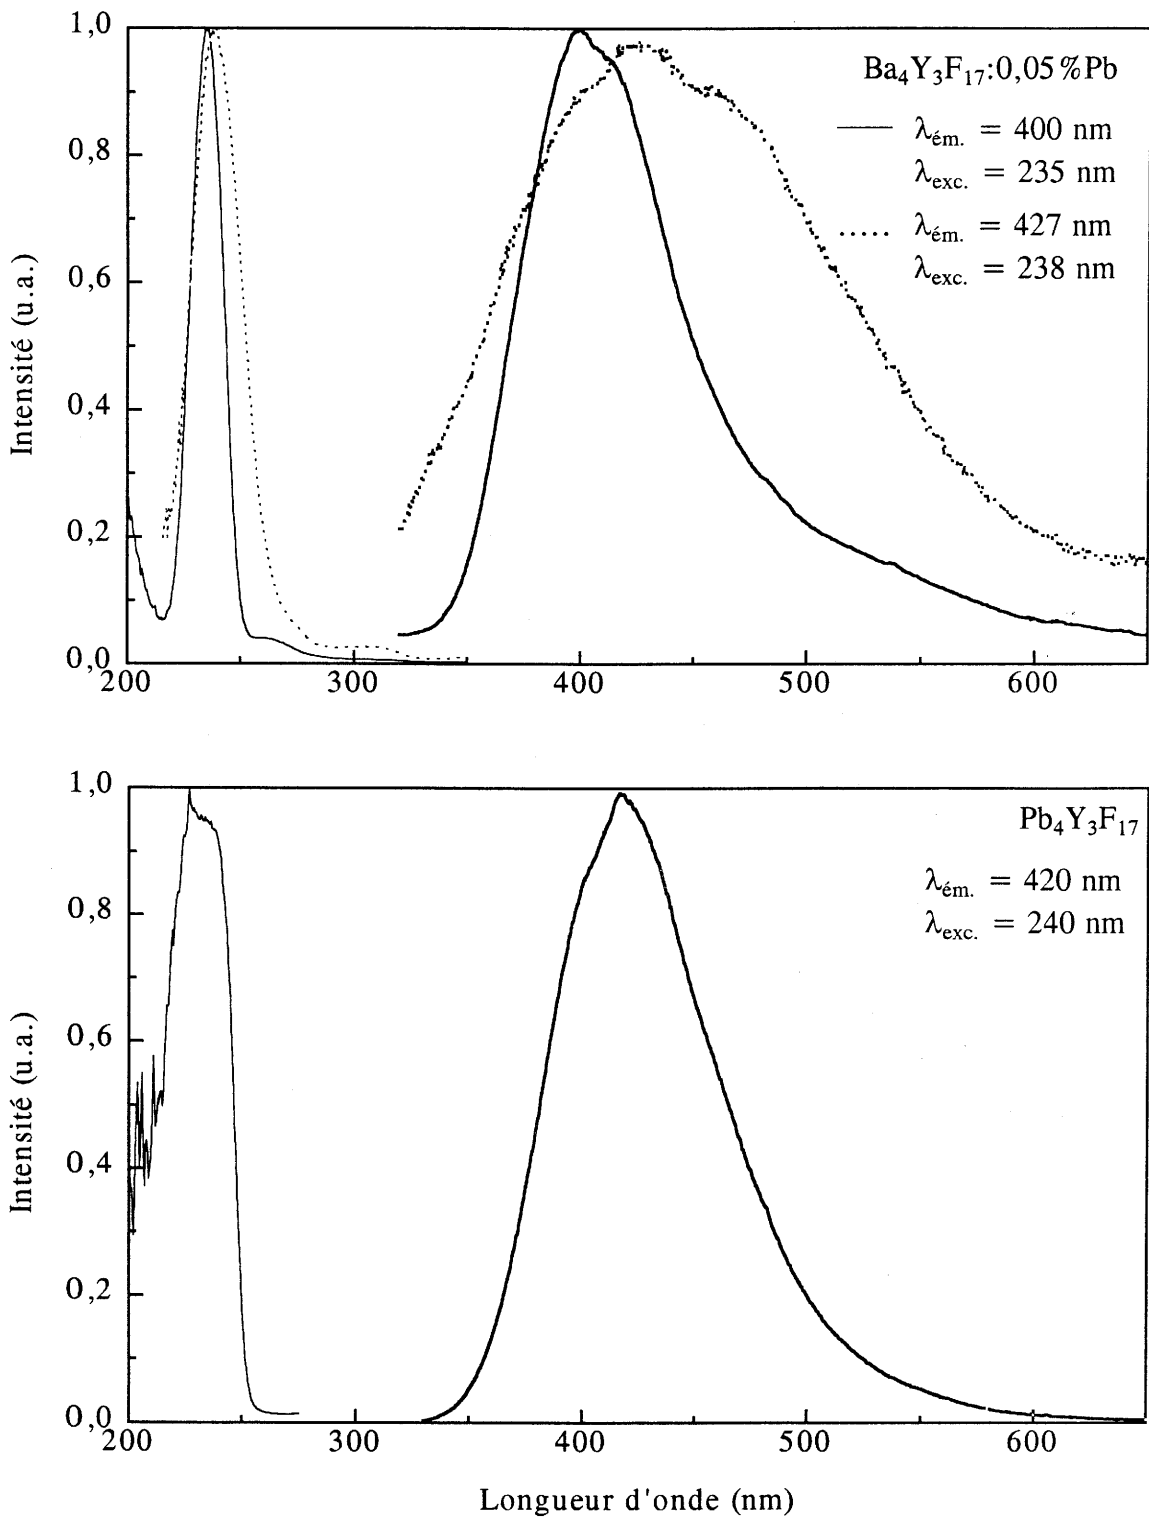 Ba₄Y₃F₁₇:0,05%Pb
λém. = 400 nm
λexc. = 235 nm
λém. = 427 nm
λexc. = 238 nm
Intensité (u.a.)
1,0
0,8
0,6
0,4
0,2
0,0
200 300 400 500 600
Pb₄Y₃F₁₇
λém. = 420 nm
λexc. = 240 nm
Intensité (u.a.)
1,0
0,8
0,6
0,4
0,2
0,0
200 300 400 500 600
Longueur d'onde (nm)